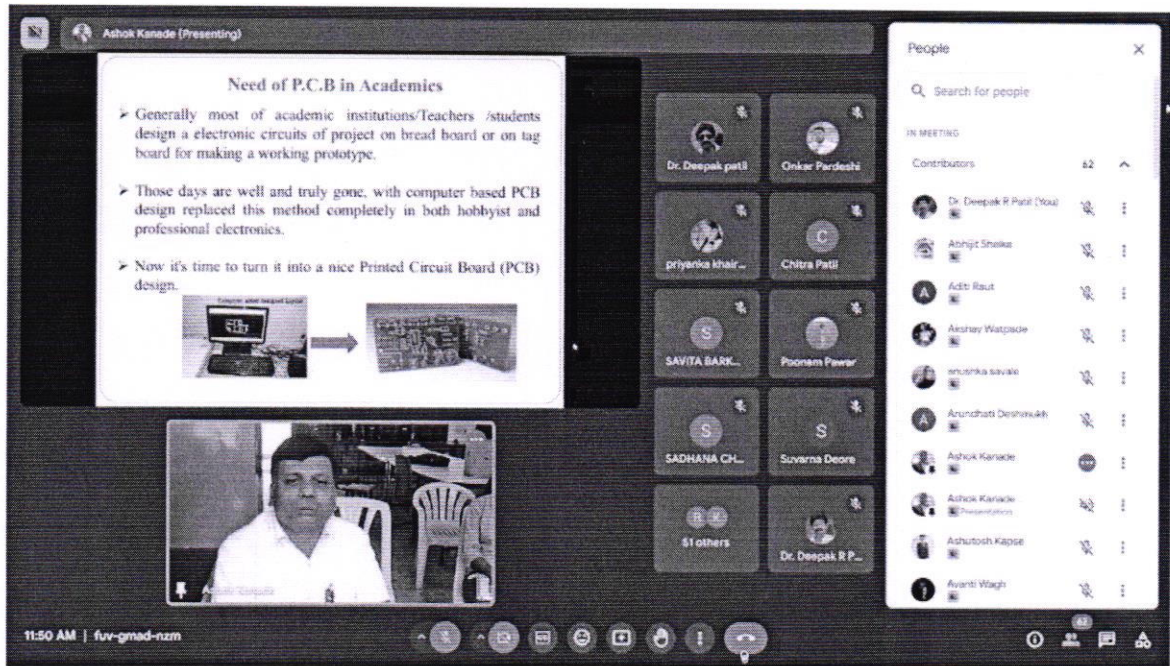 Ashok Kanade (Presenting)
Need of P.C.B in Academics
➢ Generally most of academic institutions/Teachers /students
design a electronic circuits of project on bread board or on tag
board for making a working prototype.
➢ Those days are well and truly gone, with computer based PCB
design replaced this method completely in both hobbyist and
professional electronics.
➢ Now it's time to turn it into a nice Printed Circuit Board (PCB)
design.
Dr. Deepak patil
Onkar Pardeshi
priyanka khair...
C
Chitra Patil
S
SAVITA BARK...
Poonam Pawar
S
SADHANA CH...
S
Suvarna Deore
R K
51 others
Dr. Deepak R P...
People
Search for people
IN MEETING
Contributors 62
Dr. Deepak R Patil (You)
Abhijit Shelke
A
Aditi Raut
Akshay Watpade
anushka savale
A
Arundhati Deshmukh
Ashok Kanade
Ashok Kanade
Presentation
Ashutosh Kapse
Avanti Wagh
11:50 AM | fuv-gmad-nzm
62